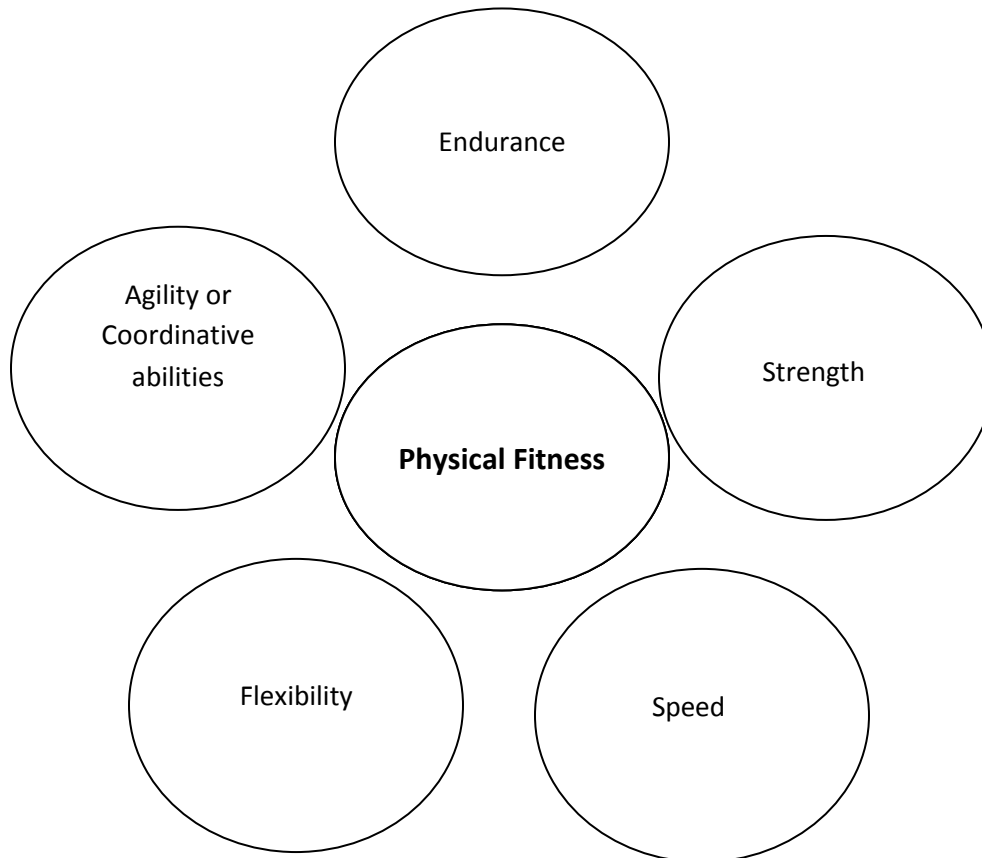 Endurance
Agility or
Coordinative
abilities
Strength
Physical Fitness
Flexibility
Speed